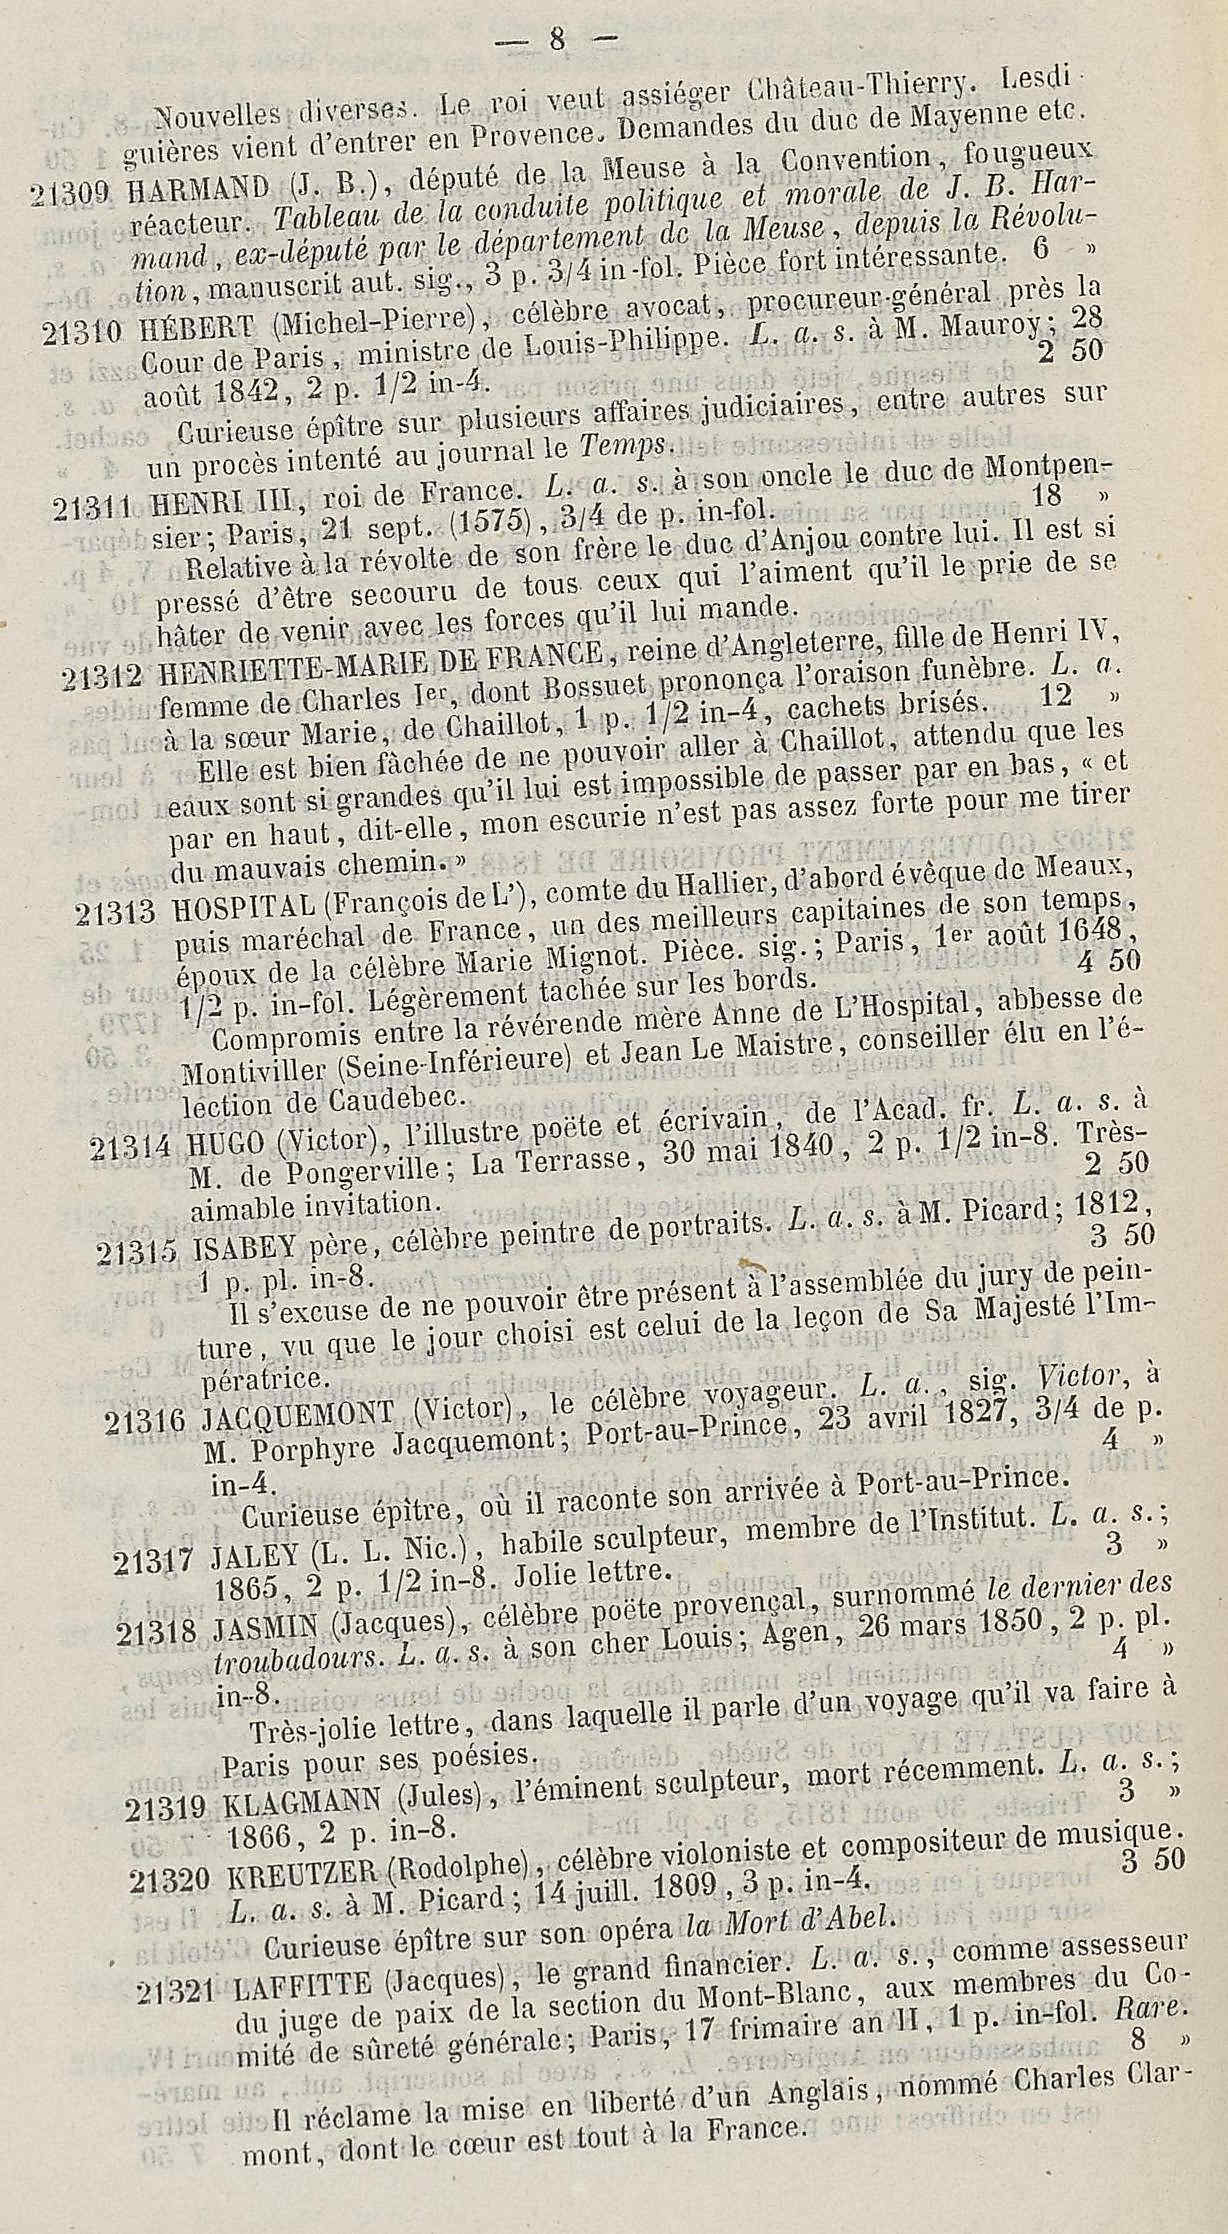 — 8 —
Nouvelles diverses. Le roi veut assiéger Château-Thierry. Lesdi-
guières vient d'entrer en Provence. Demandes du duc de Mayenne etc.
21309 HARMAND (J. B.), député de la Meuse à la Convention, fougueux
réacteur. Tableau de la conduite politique et morale de J. B. Har-
mand, ex-député par le département de la Meuse, depuis la Révolu-
tion, manuscrit aut. sig., 3 p. 3/4 in-fol. Pièce fort intéressante. 6 »
21310 HÉBERT (Michel-Pierre), célèbre avocat, procureur-général près la
Cour de Paris, ministre de Louis-Philippe. L. a. s. à M. Mauroy; 28
août 1842, 2 p. 1/2 in-4. 2 50
Curieuse épître sur plusieurs affaires judiciaires, entre autres sur
un procès intenté au journal le Temps.
21311 HENRI III, roi de France. L. a. s. à son oncle le duc de Montpen-
sier; Paris, 21 sept. (1575), 3/4 de p. in-fol. 18 »
Relative à la révolte de son frère le duc d'Anjou contre lui. Il est si
pressé d'être secouru de tous ceux qui l'aiment qu'il le prie de se
hâter de venir avec les forces qu'il lui mande.
21312 HENRIETTE-MARIE DE FRANCE, reine d'Angleterre, fille de Henri IV,
femme de Charles Ier, dont Bossuet prononça l'oraison funèbre. L. a.
à la sœur Marie, de Chaillot, 1 p. 1/2 in-4, cachets brisés. 12 »
Elle est bien fâchée de ne pouvoir aller à Chaillot, attendu que les
eaux sont si grandes qu'il lui est impossible de passer par en bas, « et
par en haut, dit-elle, mon escurie n'est pas assez forte pour me tirer
du mauvais chemin. »
21313 HOSPITAL (François de L'), comte du Hallier, d'abord évêque de Meaux,
puis maréchal de France, un des meilleurs capitaines de son temps,
époux de la célèbre Marie Mignot. Pièce. sig.; Paris, 1er août 1648,
1/2 p. in-fol. Légèrement tachée sur les bords. 4 50
Compromis entre la révérende mère Anne de L'Hospital, abbesse de
Montiviller (Seine-Inférieure) et Jean Le Maistre, conseiller élu en l'é-
lection de Caudebec.
21314 HUGO (Victor), l'illustre poëte et écrivain, de l'Acad. fr. L. a. s. à
M. de Pongerville; La Terrasse, 30 mai 1840, 2 p. 1/2 in-8. Très-
aimable invitation. 2 50
21315 ISABEY père, célèbre peintre de portraits. L. a. s. à M. Picard; 1812,
1 p. pl. in-8. 3 50
Il s'excuse de ne pouvoir être présent à l'assemblée du jury de pein-
ture, vu que le jour choisi est celui de la leçon de Sa Majesté l'Im-
pératrice.
21316 JACQUEMONT (Victor), le célèbre voyageur. L. a., sig. Victor, à
M. Porphyre Jacquemont; Port-au-Prince, 23 avril 1827, 3/4 de p.
in-4. 4 »
Curieuse épître, où il raconte son arrivée à Port-au-Prince.
21317 JALEY (L. L. Nic.), habile sculpteur, membre de l'Institut. L. a. s.;
1865, 2 p. 1/2 in-8. Jolie lettre. 3 »
21318 JASMIN (Jacques), célèbre poëte provençal, surnommé le dernier des
troubadours. L. a. s. à son cher Louis; Agen, 26 mars 1850, 2 p. pl.
in-8. 4 »
Très-jolie lettre, dans laquelle il parle d'un voyage qu'il va faire à
Paris pour ses poésies.
21319 KLAGMANN (Jules), l'éminent sculpteur, mort récemment. L. a. s.;
1866, 2 p. in-8. 3 »
21320 KREUTZER (Rodolphe), célèbre violoniste et compositeur de musique.
L. a. s. à M. Picard; 14 juill. 1809, 3 p. in-4. 3 50
Curieuse épître sur son opéra la Mort d'Abel.
21321 LAFFITTE (Jacques), le grand financier. L. a. s., comme assesseur
du juge de paix de la section du Mont-Blanc, aux membres du Co-
mité de sûreté générale; Paris, 17 frimaire an II, 1 p. in-fol. Rare.
8 »
Il réclame la mise en liberté d'un Anglais, nommé Charles Clar-
mont, dont le cœur est tout à la France.